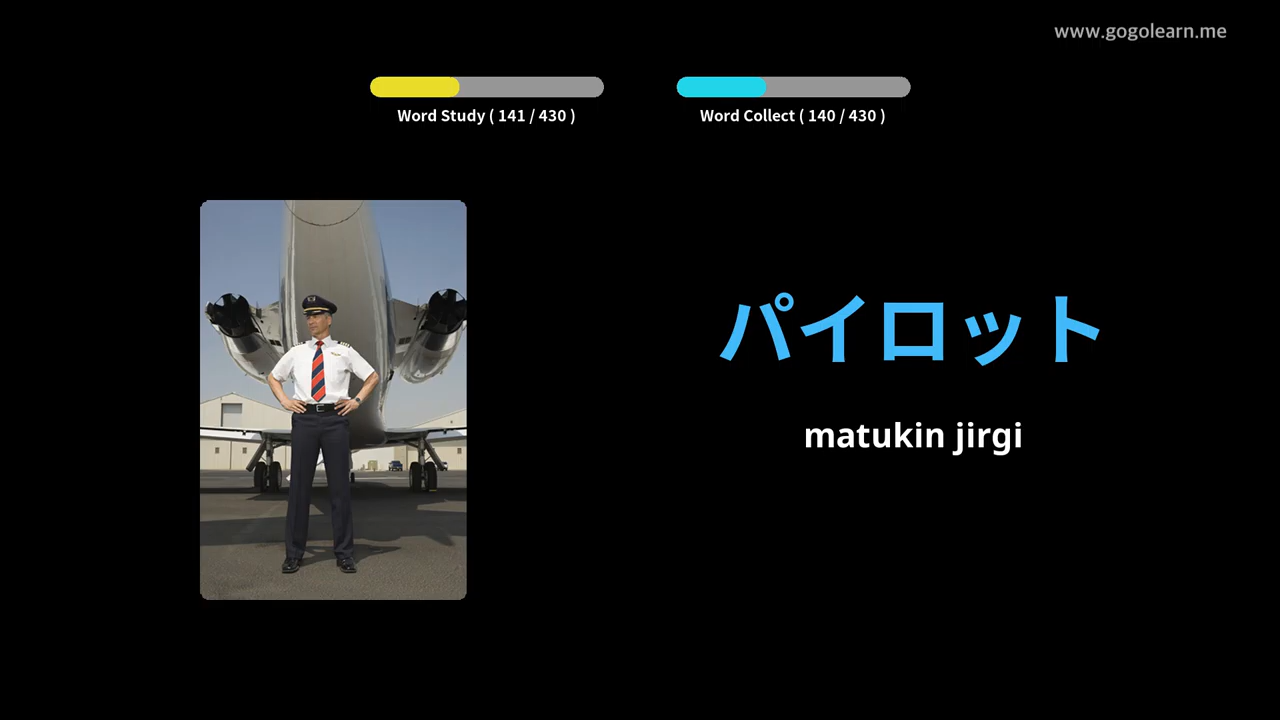 www.gogolearn.me
Word Study ( 141 / 430 )
Word Collect ( 140 / 430 )
パイロット
matukin jirgi